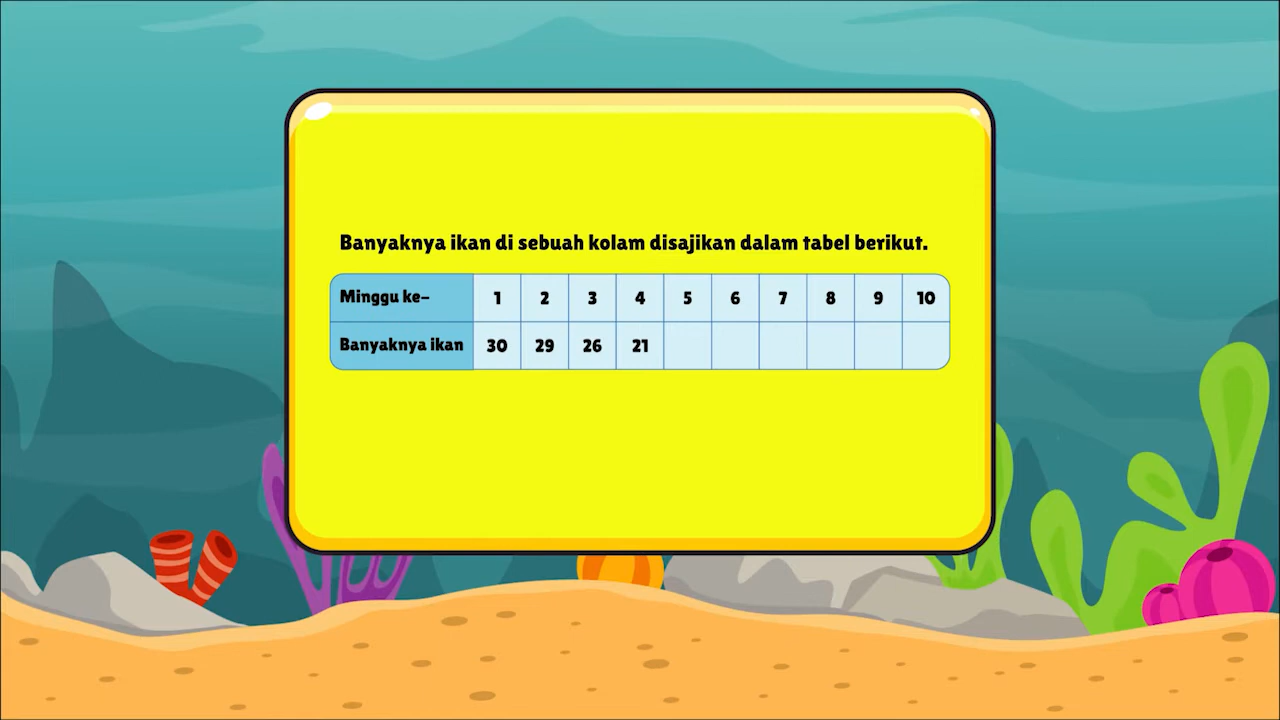 Banyaknya ikan di sebuah kolam disajikan dalam tabel berikut.
Minggu ke- 1 2 3 4 5 6 7 8 9 10
Banyaknya ikan 30 29 26 21